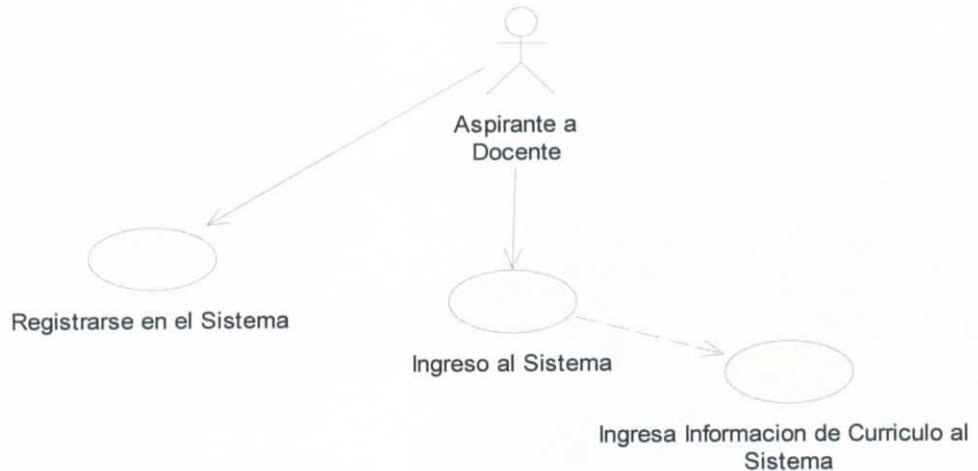 Aspirante a
Docente
Registrarse en el Sistema
Ingreso al Sistema
Ingresa Informacion de Curriculo al
Sistema